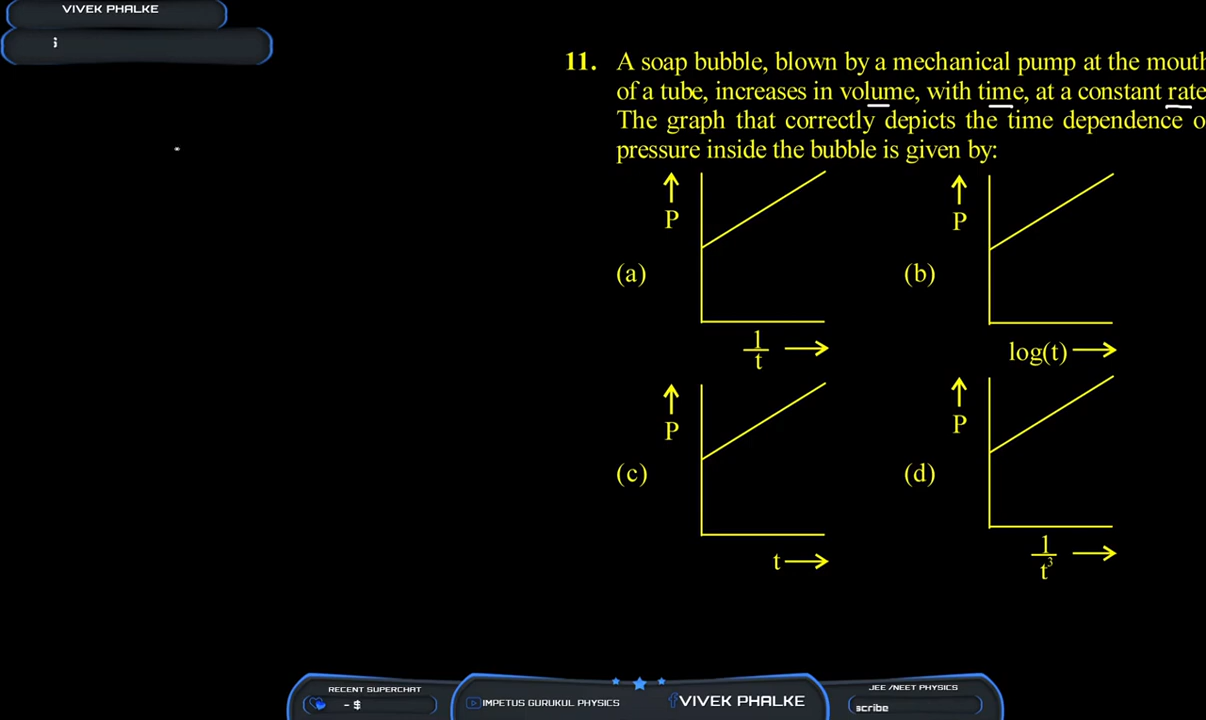 VIVEK PHALKE
11. A soap bubble, blown by a mechanical pump at the mouth
of a tube, increases in volume, with time, at a constant rate
The graph that correctly depicts the time dependence o
pressure inside the bubble is given by:
P
P
(a)
(b)
1/t
log(t)
P
P
(c)
(d)
t
1/t³
RECENT SUPERCHAT
- $
IMPETUS GURUKUL PHYSICS
VIVEK PHALKE
JEE /NEET PHYSICS
scribe